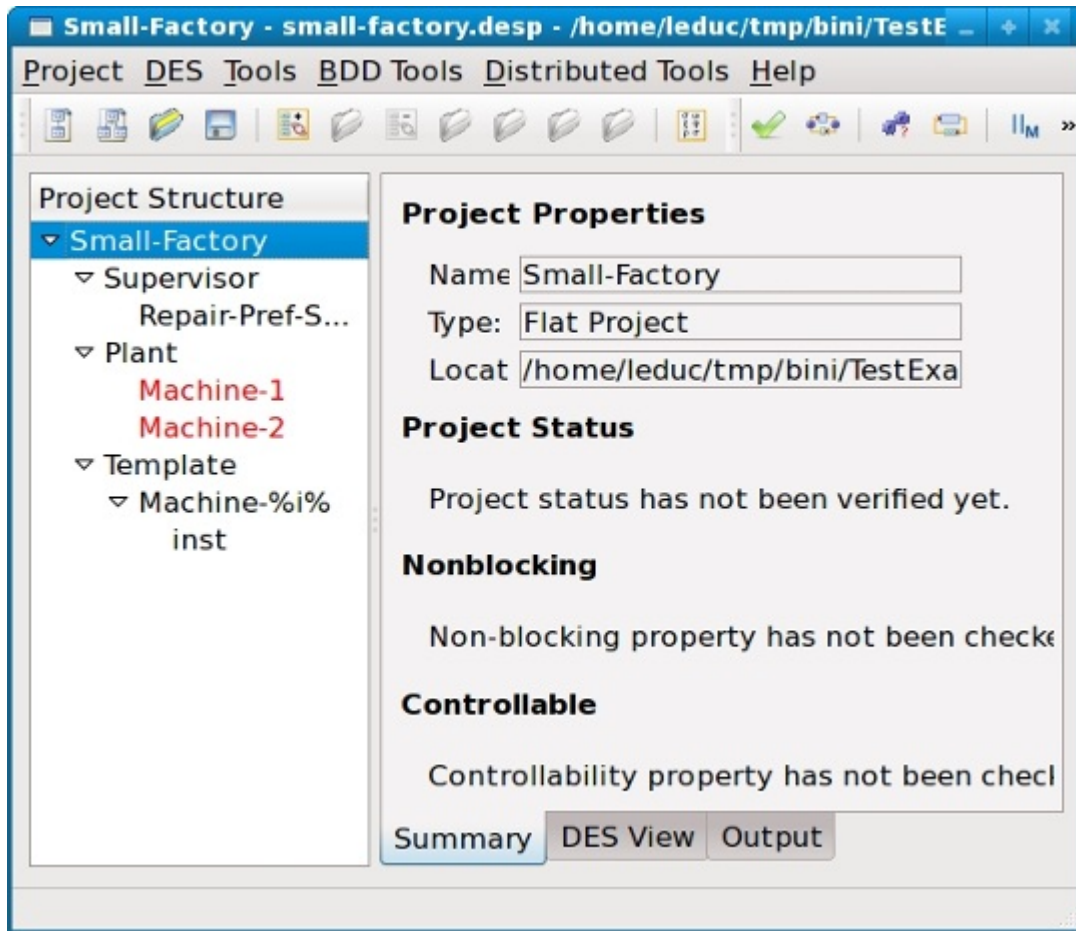 Small-Factory - small-factory.desp - /home/leduc/tmp/bini/TestE
Project DES Tools BDD Tools Distributed Tools Help
Project Structure
Small-Factory
Supervisor
Repair-Pref-S...
Plant
Machine-1
Machine-2
Template
Machine-%i%
inst
Project Properties
Name Small-Factory
Type: Flat Project
Locat /home/leduc/tmp/bini/TestExa
Project Status
Project status has not been verified yet.
Nonblocking
Non-blocking property has not been checke
Controllable
Controllability property has not been check
Summary DES View Output